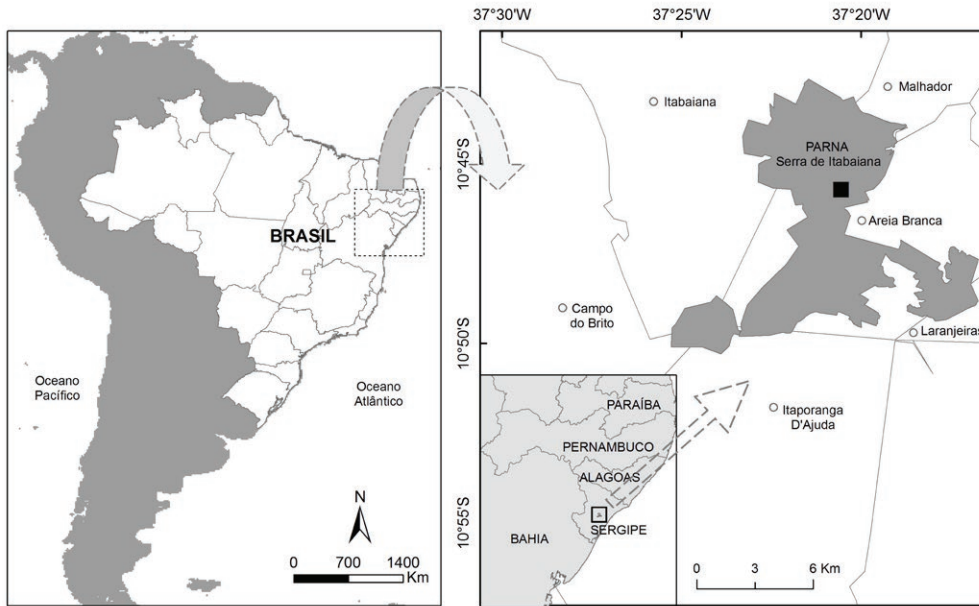 BRASIL
Oceano
Pacífico
Oceano
Atlântico
N
0 700 1400
Km
37°30'W 37°25'W 37°20'W
10°45'S
10°50'S
10°55'S
Itabaiana
Malhador
PARNA
Serra de Itabaiana
Areia Branca
Campo
do Brito
Laranjeiras
Itaporanga
D'Ajuda
PARAÍBA
PERNAMBUCO
ALAGOAS
SERGIPE
BAHIA
0 3 6 Km